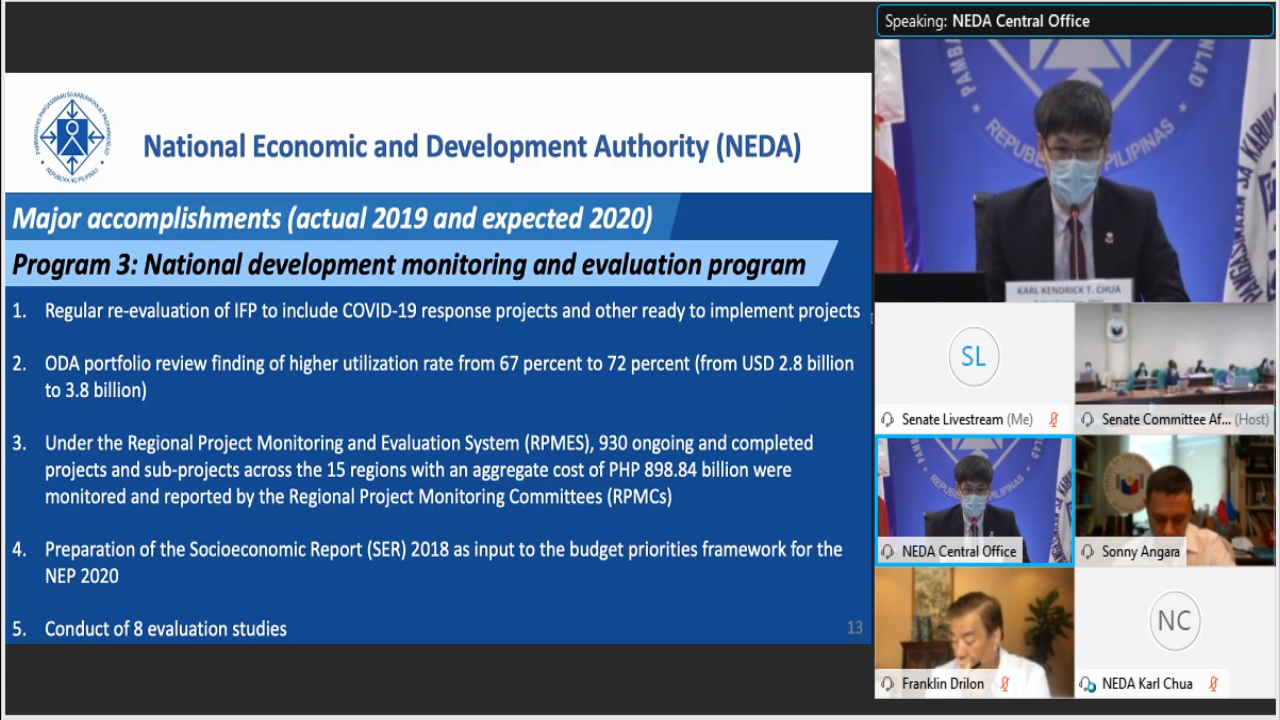 Speaking: NEDA Central Office
National Economic and Development Authority (NEDA)
Major accomplishments (actual 2019 and expected 2020)
Program 3: National development monitoring and evaluation program
1. Regular re-evaluation of IFP to include COVID-19 response projects and other ready to implement projects
2. ODA portfolio review finding of higher utilization rate from 67 percent to 72 percent (from USD 2.8 billion
to 3.8 billion)
3. Under the Regional Project Monitoring and Evaluation System (RPMES), 930 ongoing and completed
projects and sub-projects across the 15 regions with an aggregate cost of PHP 898.84 billion were
monitored and reported by the Regional Project Monitoring Committees (RPMCs)
4. Preparation of the Socioeconomic Report (SER) 2018 as input to the budget priorities framework for the
NEP 2020
5. Conduct of 8 evaluation studies
13
REPUBLI PILIPINAS
KARL KENDRICK T. CHUA
SL
Senate Livestream (Me)
Senate Committee Af... (Host)
NEDA Central Office
Sonny Angara
Franklin Drilon
NC
NEDA Karl Chua